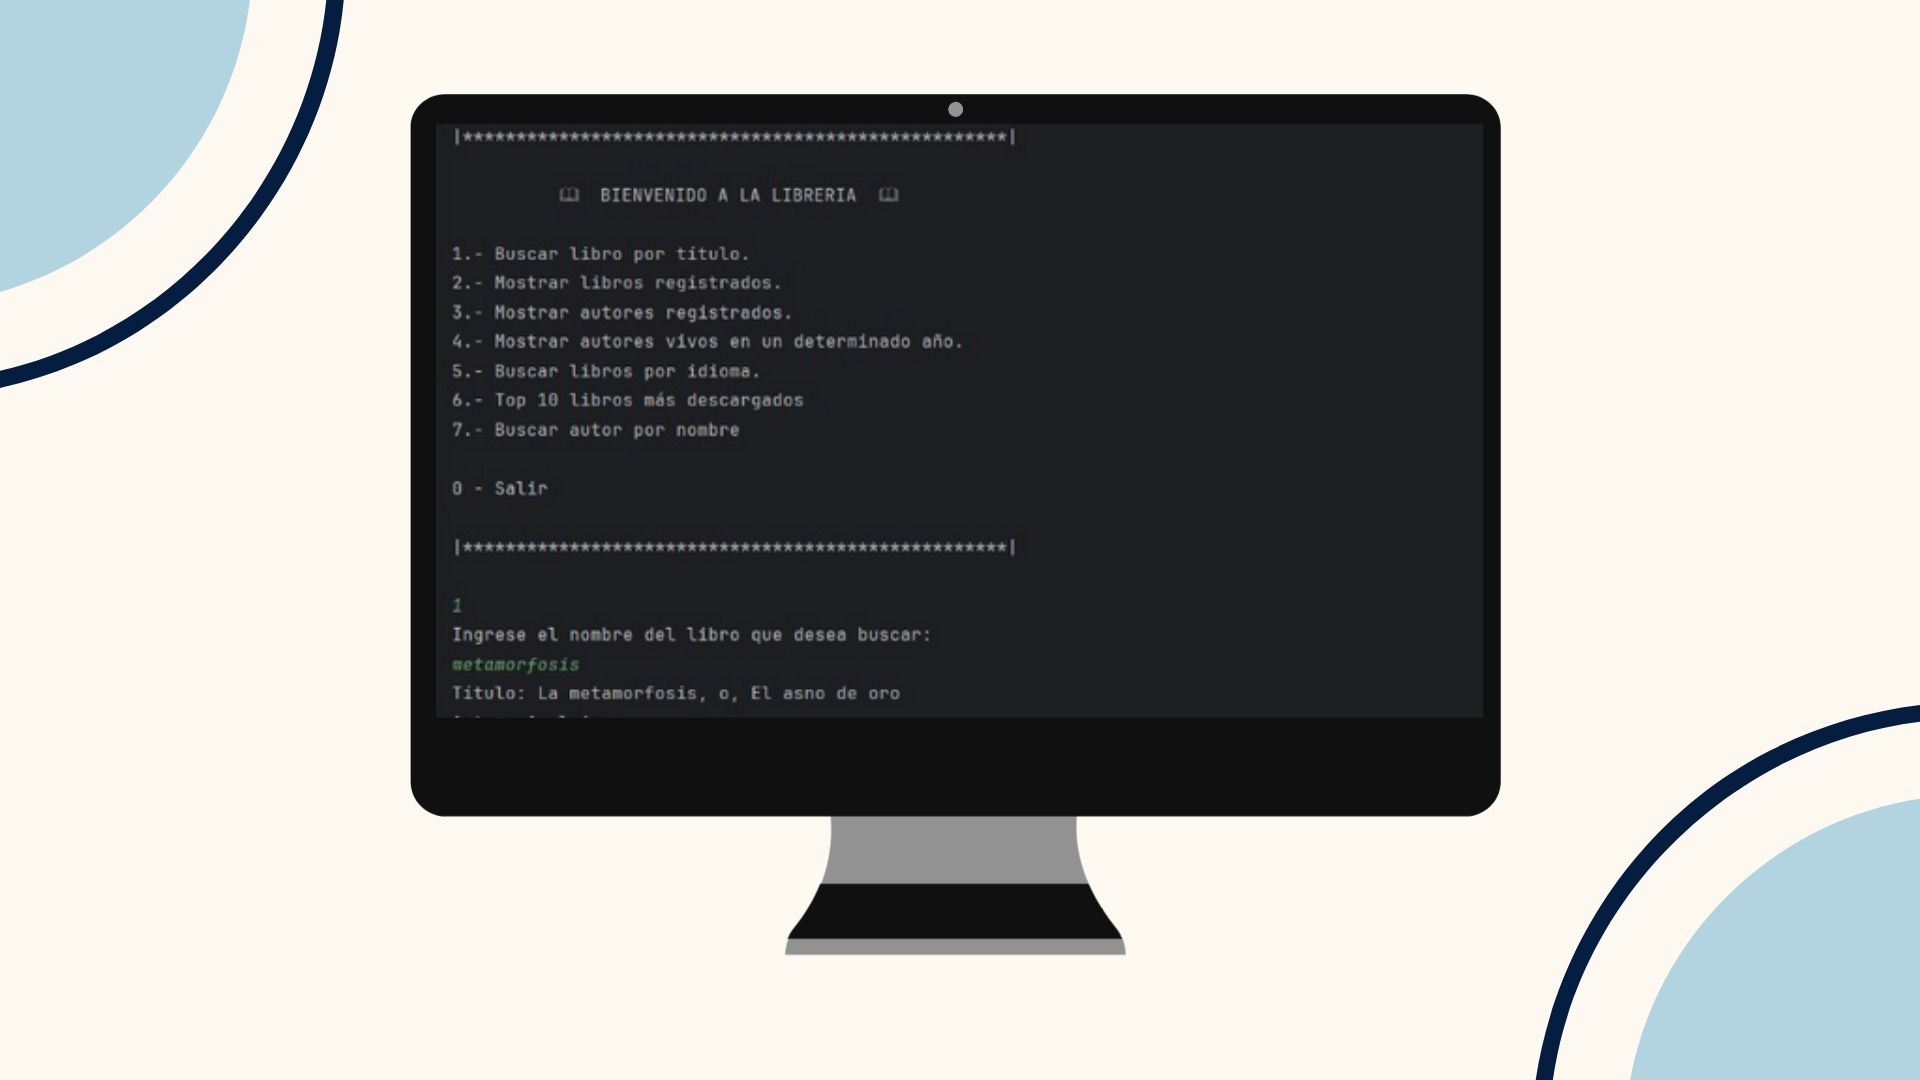 |***************************************************|
📖 BIENVENIDO A LA LIBRERIA 📖
1.- Buscar libro por título.
2.- Mostrar libros registrados.
3.- Mostrar autores registrados.
4.- Mostrar autores vivos en un determinado año.
5.- Buscar libros por idioma.
6.- Top 10 libros más descargados
7.- Buscar autor por nombre
0 - Salir
|***************************************************|
1
Ingrese el nombre del libro que desea buscar:
metamorfosis
Título: La metamorfosis, o, El asno de oro